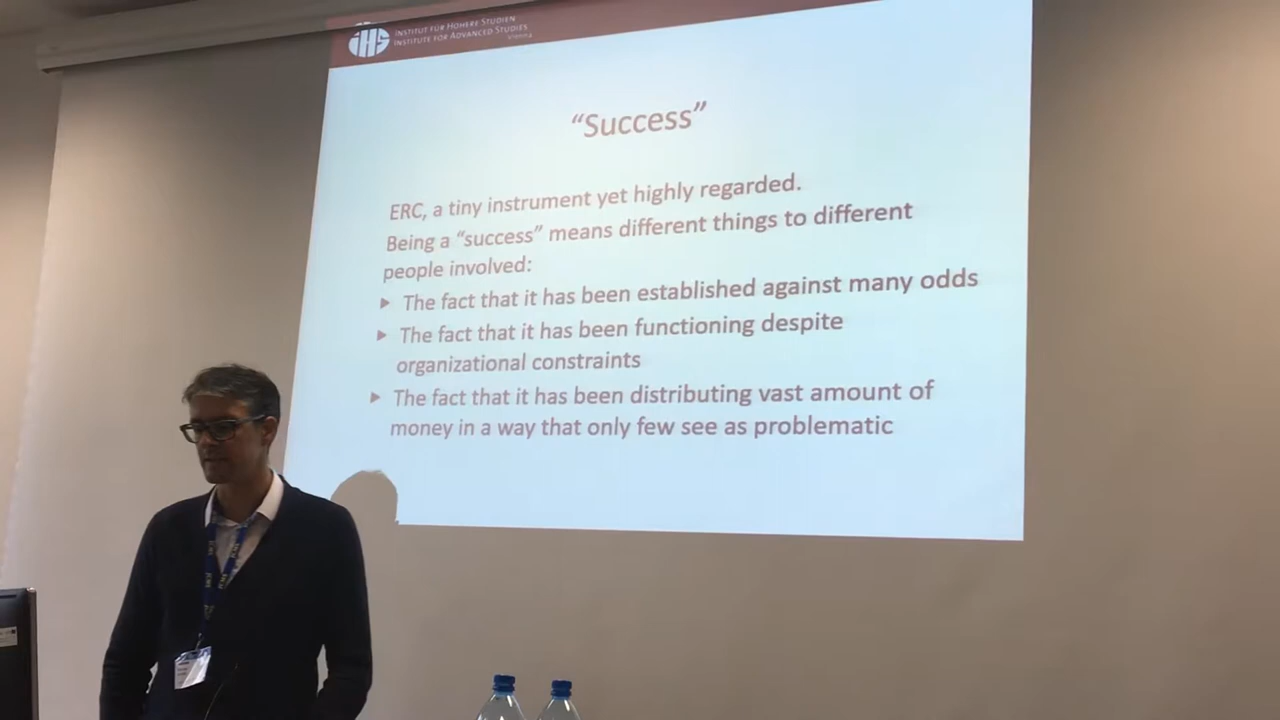 iHS
INSTITUT FÜR HÖHERE STUDIEN
INSTITUTE FOR ADVANCED STUDIES
Vienna
“Success”
ERC, a tiny instrument yet highly regarded.
Being a “success” means different things to different
people involved:
The fact that it has been established against many odds
The fact that it has been functioning despite
organizational constraints
The fact that it has been distributing vast amount of
money in a way that only few see as problematic